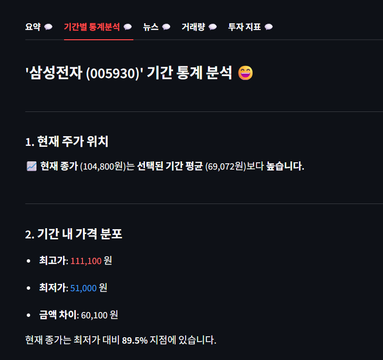 요약 💬 기간별 통계분석 💬 뉴스 💬 거래량 💬 투자 지표 💬
'삼성전자 (005930)' 기간 통계 분석 😄
1. 현재 주가 위치
📈 현재 종가 (104,800원)는 선택된 기간 평균 (69,072원)보다 높습니다.
2. 기간 내 가격 분포
• 최고가: 111,100 원
• 최저가: 51,000 원
• 금액 차이: 60,100 원
현재 종가는 최저가 대비 89.5% 지점에 있습니다.